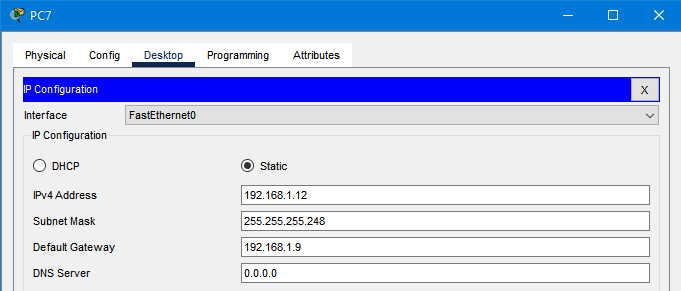 PC7
Physical Config Desktop Programming Attributes
IP Configuration X
Interface FastEthernet0
IP Configuration
DHCP Static
IPv4 Address 192.168.1.12
Subnet Mask 255.255.255.248
Default Gateway 192.168.1.9
DNS Server 0.0.0.0